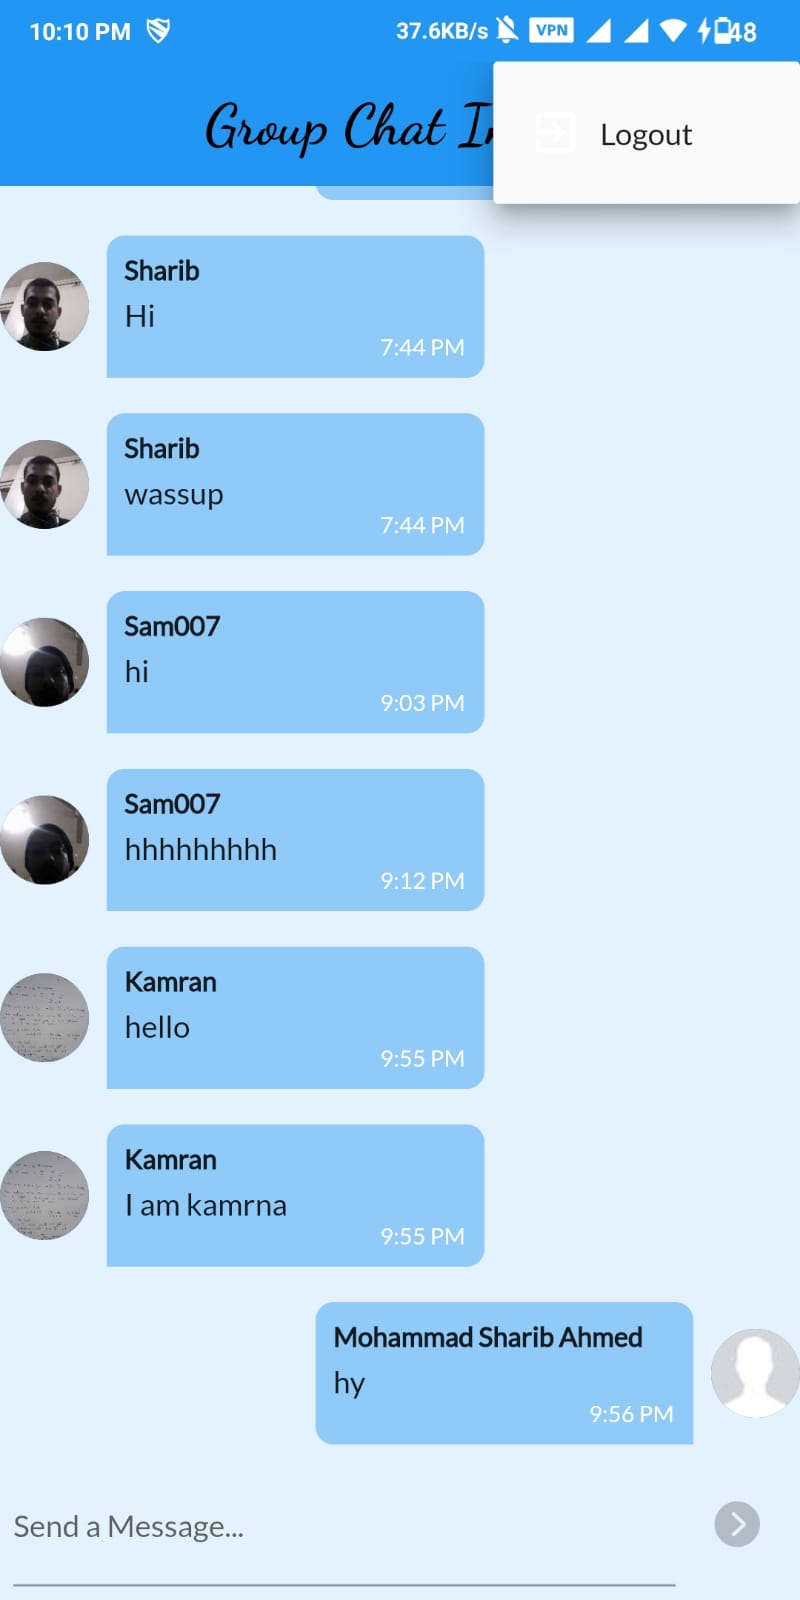 10:10 PM
37.6KB/s VPN 48
Group Chat
Logout
Sharib
Hi
7:44 PM
Sharib
wassup
7:44 PM
Sam007
hi
9:03 PM
Sam007
hhhhhhhhh
9:12 PM
Kamran
hello
9:55 PM
Kamran
I am kamrna
9:55 PM
Mohammad Sharib Ahmed
hy
9:56 PM
Send a Message...